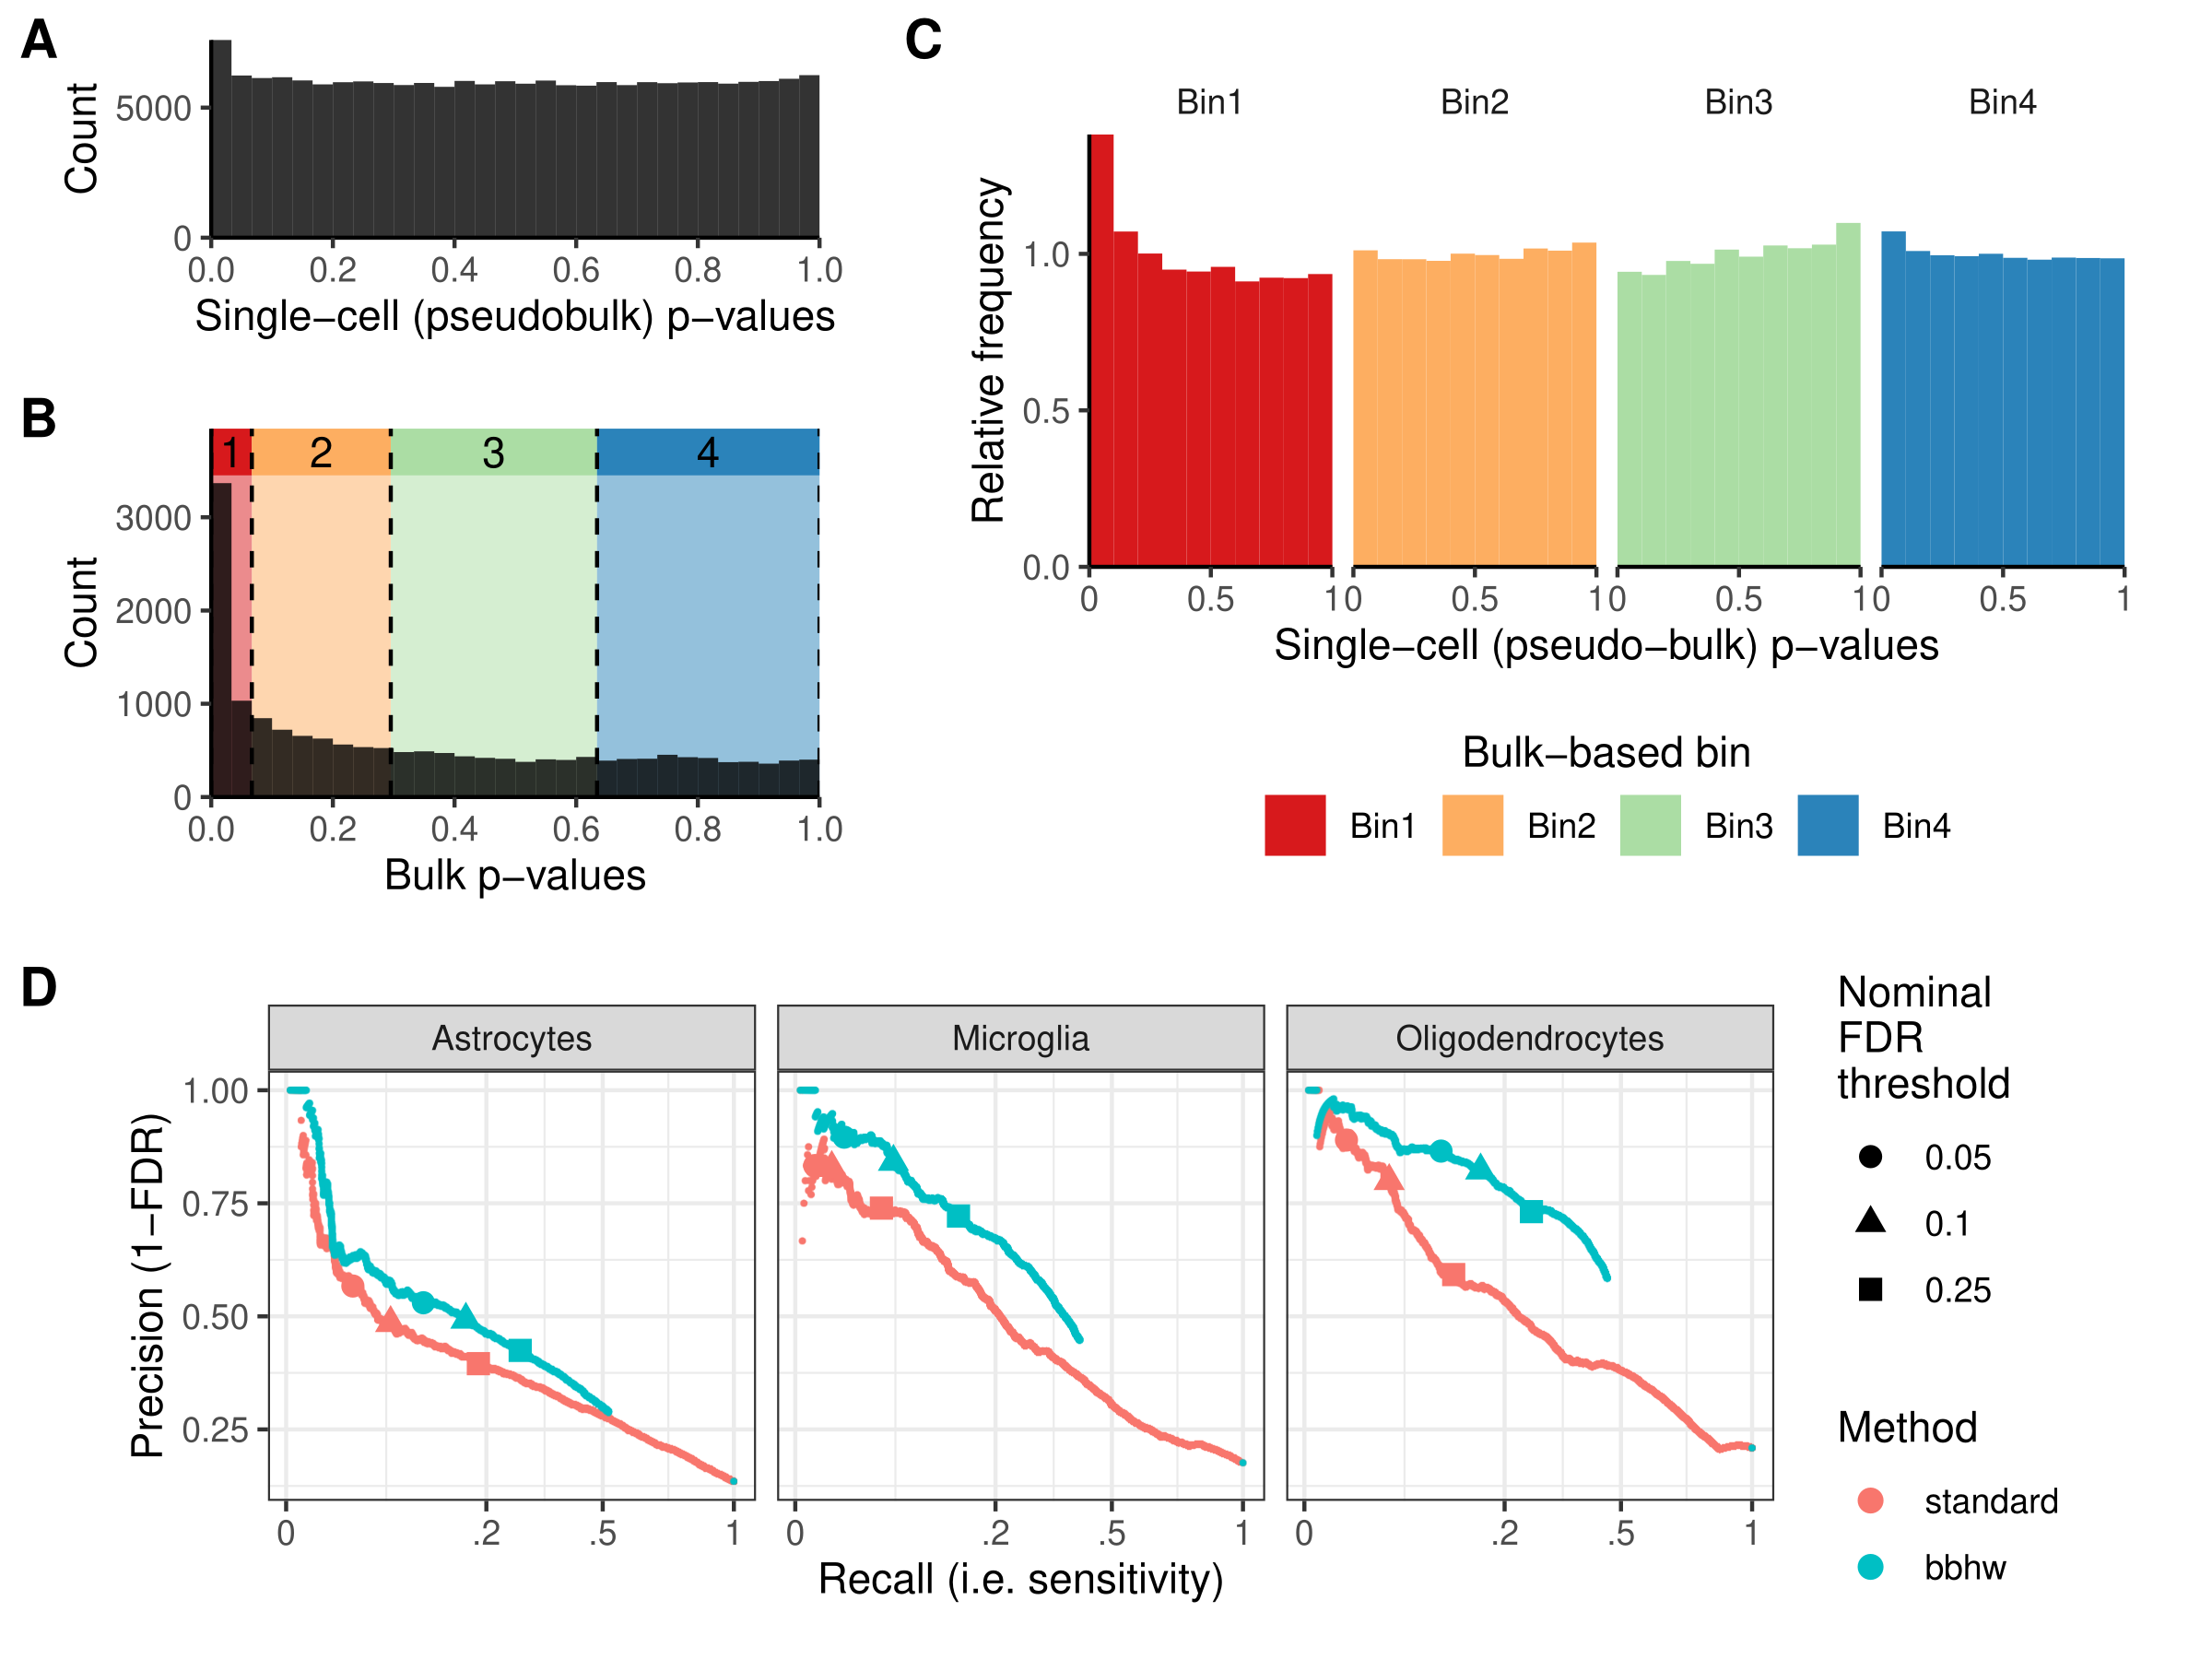 A
Count
5000
0
0.0 0.2 0.4 0.6 0.8 1.0
Single−cell (pseudobulk) p−values
B
1 2 3 4
Count
3000
2000
1000
0
0.0 0.2 0.4 0.6 0.8 1.0
Bulk p−values
C
Bin1 Bin2 Bin3 Bin4
Relative frequency
1.0
0.5
0.0
0 0.5 1 0 0.5 1 0 0.5 1 0 0.5 1
Single−cell (pseudo−bulk) p−values
Bulk−based bin
Bin1 Bin2 Bin3 Bin4
D
Astrocytes Microglia Oligodendrocytes
Precision (1−FDR)
1.00
0.75
0.50
0.25
0 .2 .5 1 0 .2 .5 1 0 .2 .5 1
Recall (i.e. sensitivity)
Nominal
FDR
threshold
0.05
0.1
0.25
Method
standard
bbhw